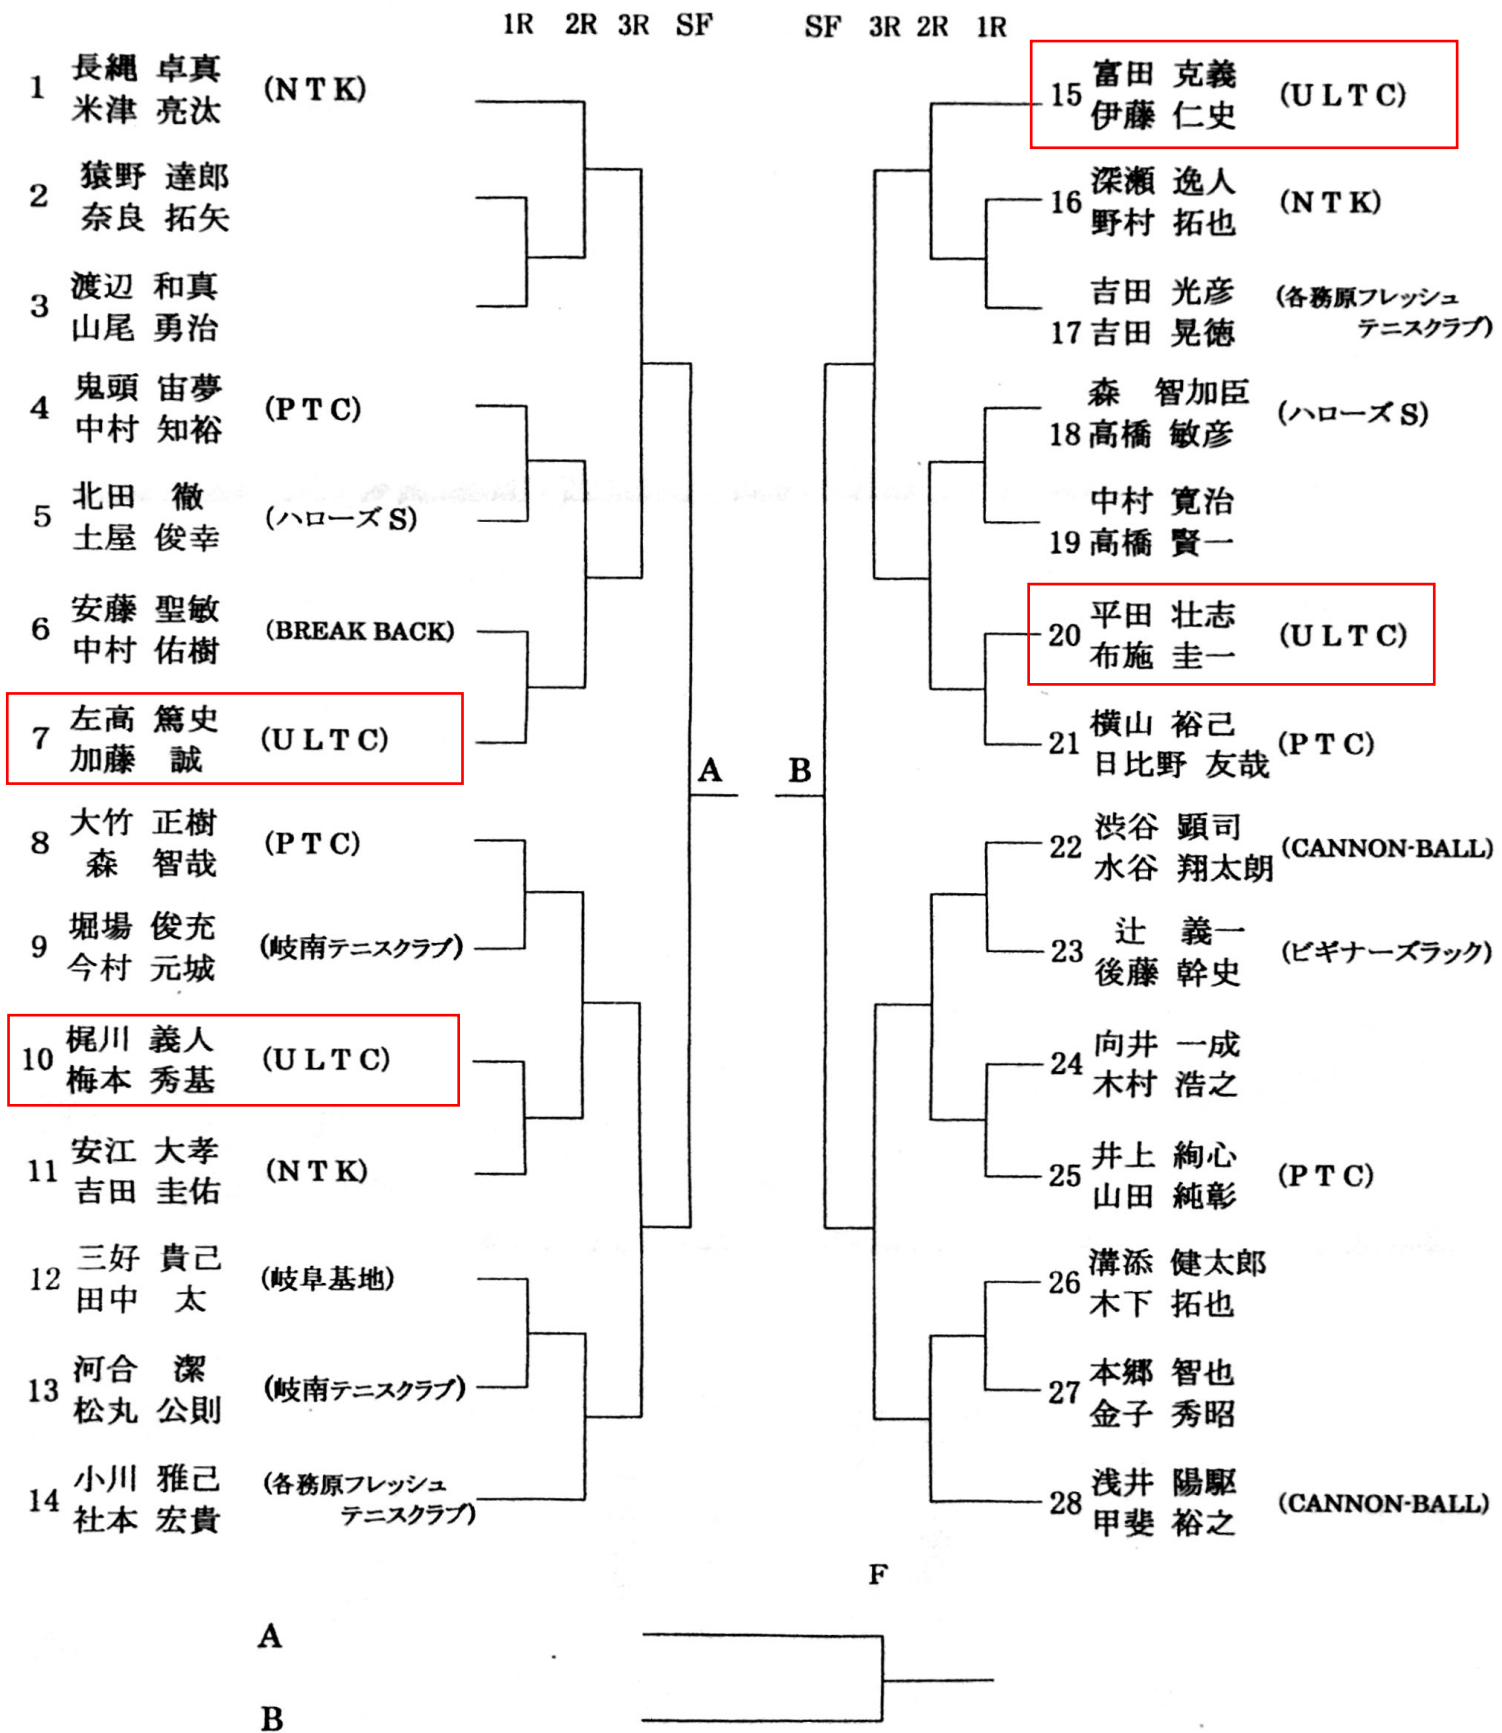 1R 2R 3R SF SF 3R 2R 1R
1 長縄 卓真 (NTK)
米津 亮汰
2 猿野 達郎
奈良 拓矢
3 渡辺 和真
山尾 勇治
4 鬼頭 宙夢 (PTC)
中村 知裕
5 北田 徹 (ハローズS)
土屋 俊幸
6 安藤 聖敏 (BREAK BACK)
中村 佑樹
7 左高 篤史 (ULTC)
加藤 誠
8 大竹 正樹 (PTC)
森 智哉
9 堀場 俊充 (岐南テニスクラブ)
今村 元城
10 梶川 義人 (ULTC)
梅本 秀基
11 安江 大孝 (NTK)
吉田 圭佑
12 三好 貴己 (岐阜基地)
田中 太
13 河合 潔 (岐南テニスクラブ)
松丸 公則
14 小川 雅己 (各務原フレッシュ
社本 宏貴 テニスクラブ)
A B
15 富田 克義 (ULTC)
伊藤 仁史
16 深瀬 逸人 (NTK)
野村 拓也
吉田 光彦 (各務原フレッシュ
17 吉田 晃徳 テニスクラブ)
森 智加臣 (ハローズS)
18 高橋 敏彦
中村 寛治
19 高橋 賢一
20 平田 壮志 (ULTC)
布施 圭一
21 横山 裕己 (PTC)
日比野 友哉
22 渋谷 顕司 (CANNON-BALL)
水谷 翔太朗
23 辻 義一 (ビギナーズラック)
後藤 幹史
24 向井 一成
木村 浩之
25 井上 絢心 (PTC)
山田 純彰
26 溝添 健太郎
木下 拓也
27 本郷 智也
金子 秀昭
28 浅井 陽駆 (CANNON-BALL)
甲斐 裕之
F
A
B